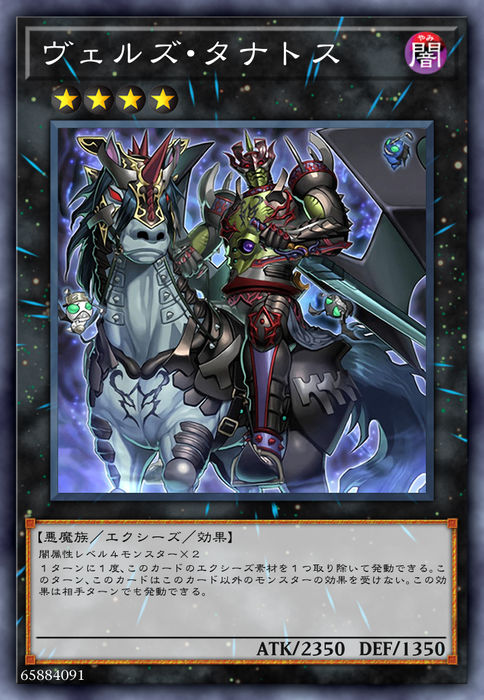 ヴェルズ・タナトス
やみ
闇
【悪魔族／エクシーズ／効果】
闇属性レベル４モンスター×２
１ターンに１度、このカードのエクシーズ素材を１つ取り除いて発動できる。こ
のターン、このカードはこのカード以外のモンスターの効果を受けない。この効
果は相手ターンでも発動できる。
ATK/2350 DEF/1350
65884091